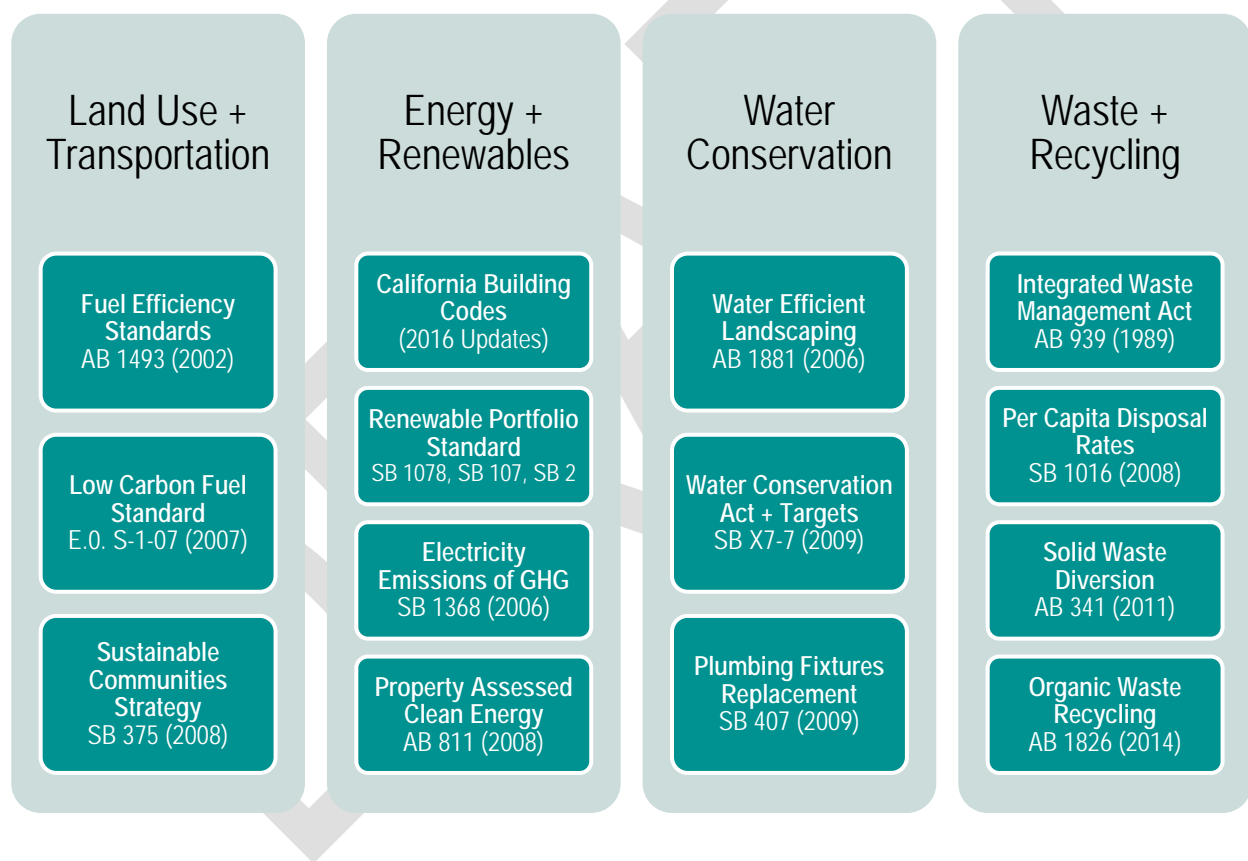 Land Use +
Transportation
Fuel Efficiency
Standards
AB 1493 (2002)
Low Carbon Fuel
Standard
E.0. S-1-07 (2007)
Sustainable
Communities
Strategy
SB 375 (2008)
Energy +
Renewables
California Building
Codes
(2016 Updates)
Renewable Portfolio
Standard
SB 1078, SB 107, SB 2
Electricity
Emissions of GHG
SB 1368 (2006)
Property Assessed
Clean Energy
AB 811 (2008)
Water
Conservation
Water Efficient
Landscaping
AB 1881 (2006)
Water Conservation
Act + Targets
SB X7-7 (2009)
Plumbing Fixtures
Replacement
SB 407 (2009)
Waste +
Recycling
Integrated Waste
Management Act
AB 939 (1989)
Per Capita Disposal
Rates
SB 1016 (2008)
Solid Waste
Diversion
AB 341 (2011)
Organic Waste
Recycling
AB 1826 (2014)